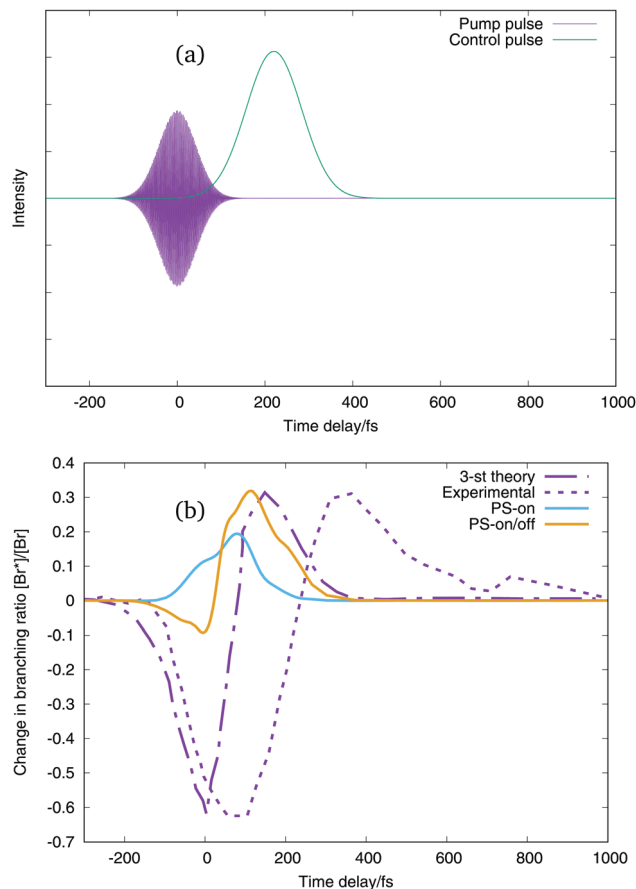 (a)
Pump pulse
Control pulse
Intensity
-200 0 200 400 600 800 1000
Time delay/fs
(b)
3-st theory
Experimental
PS-on
PS-on/off
Change in branching ratio [Br*]/[Br]
0.4
0.3
0.2
0.1
0
-0.1
-0.2
-0.3
-0.4
-0.5
-0.6
-0.7
-200 0 200 400 600 800 1000
Time delay/fs